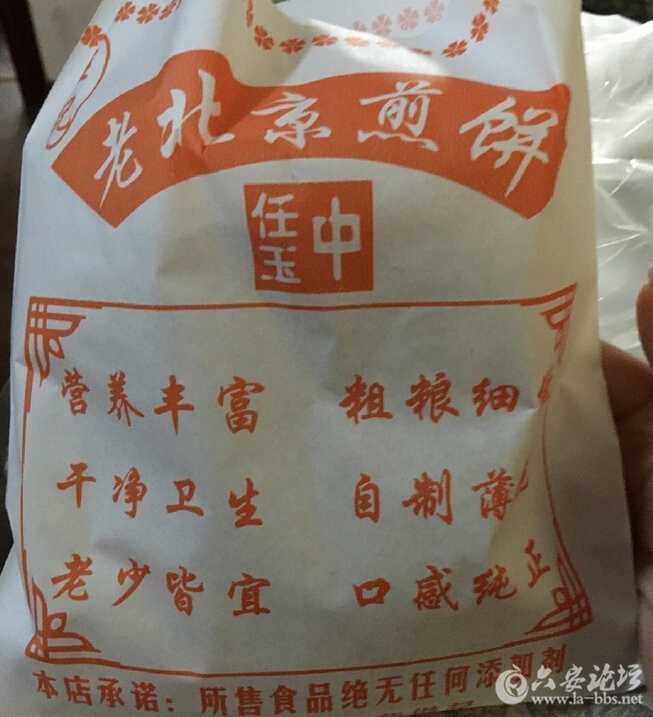 老北京煎饼
任玉中
营养丰富 粗粮细
干净卫生 自制薄
老少皆宜 口感纯正
本店承诺：所售食品绝无任何添加剂
六安论坛
www.la-bbs.net